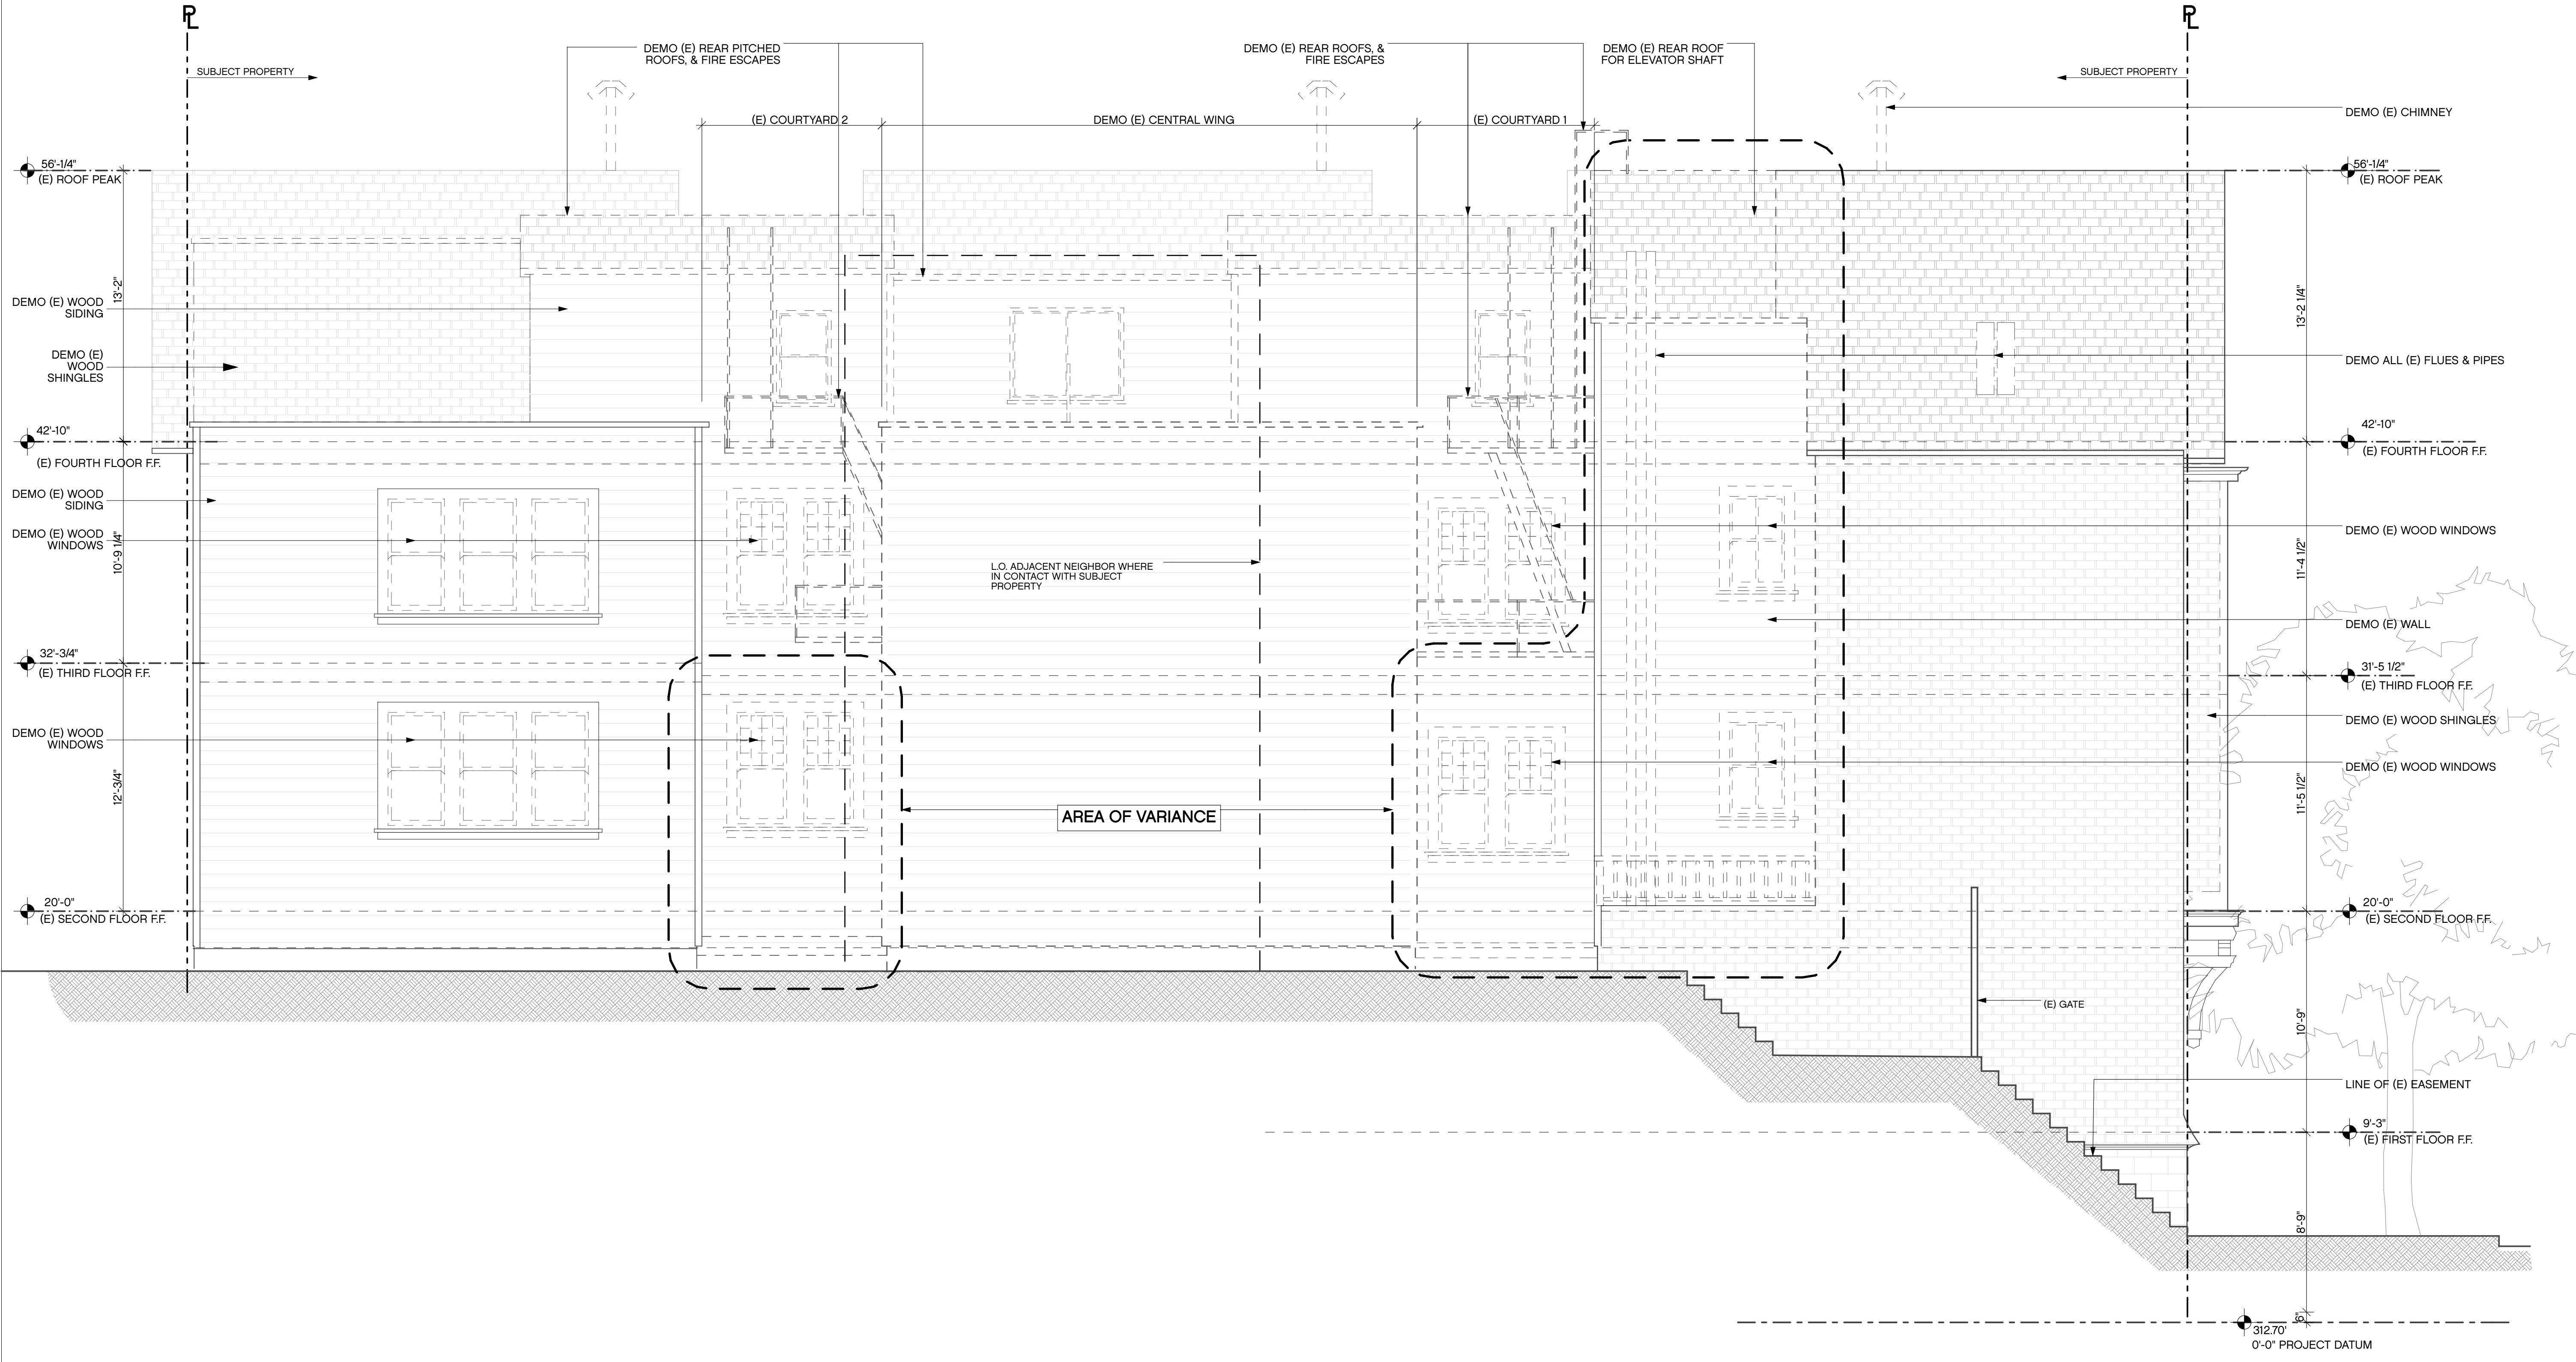 PL
PL
DEMO (E) REAR PITCHED
ROOFS, & FIRE ESCAPES
DEMO (E) REAR ROOFS, &
FIRE ESCAPES
DEMO (E) REAR ROOF
FOR ELEVATOR SHAFT
SUBJECT PROPERTY
SUBJECT PROPERTY
DEMO (E) CHIMNEY
(E) COURTYARD 2
DEMO (E) CENTRAL WING
(E) COURTYARD 1
56'-1/4"
(E) ROOF PEAK
56'-1/4"
(E) ROOF PEAK
13'-2"
13'-2 1/4"
DEMO (E) WOOD
SIDING
DEMO (E)
WOOD
SHINGLES
DEMO ALL (E) FLUES & PIPES
42'-10"
(E) FOURTH FLOOR F.F.
42'-10"
(E) FOURTH FLOOR F.F.
DEMO (E) WOOD
SIDING
DEMO (E) WOOD
WINDOWS
10'-9 1/4"
DEMO (E) WOOD WINDOWS
11'-4 1/2"
L.O. ADJACENT NEIGHBOR WHERE
IN CONTACT WITH SUBJECT
PROPERTY
DEMO (E) WALL
32'-3/4"
(E) THIRD FLOOR F.F.
31'-5 1/2"
(E) THIRD FLOOR F.F.
DEMO (E) WOOD SHINGLES
DEMO (E) WOOD
WINDOWS
DEMO (E) WOOD WINDOWS
12'-3/4"
11'-5 1/2"
AREA OF VARIANCE
20'-0"
(E) SECOND FLOOR F.F.
20'-0"
(E) SECOND FLOOR F.F.
(E) GATE
10'-9"
LINE OF (E) EASEMENT
9'-3"
(E) FIRST FLOOR F.F.
8'-9"
6"
312.70'
0'-0" PROJECT DATUM